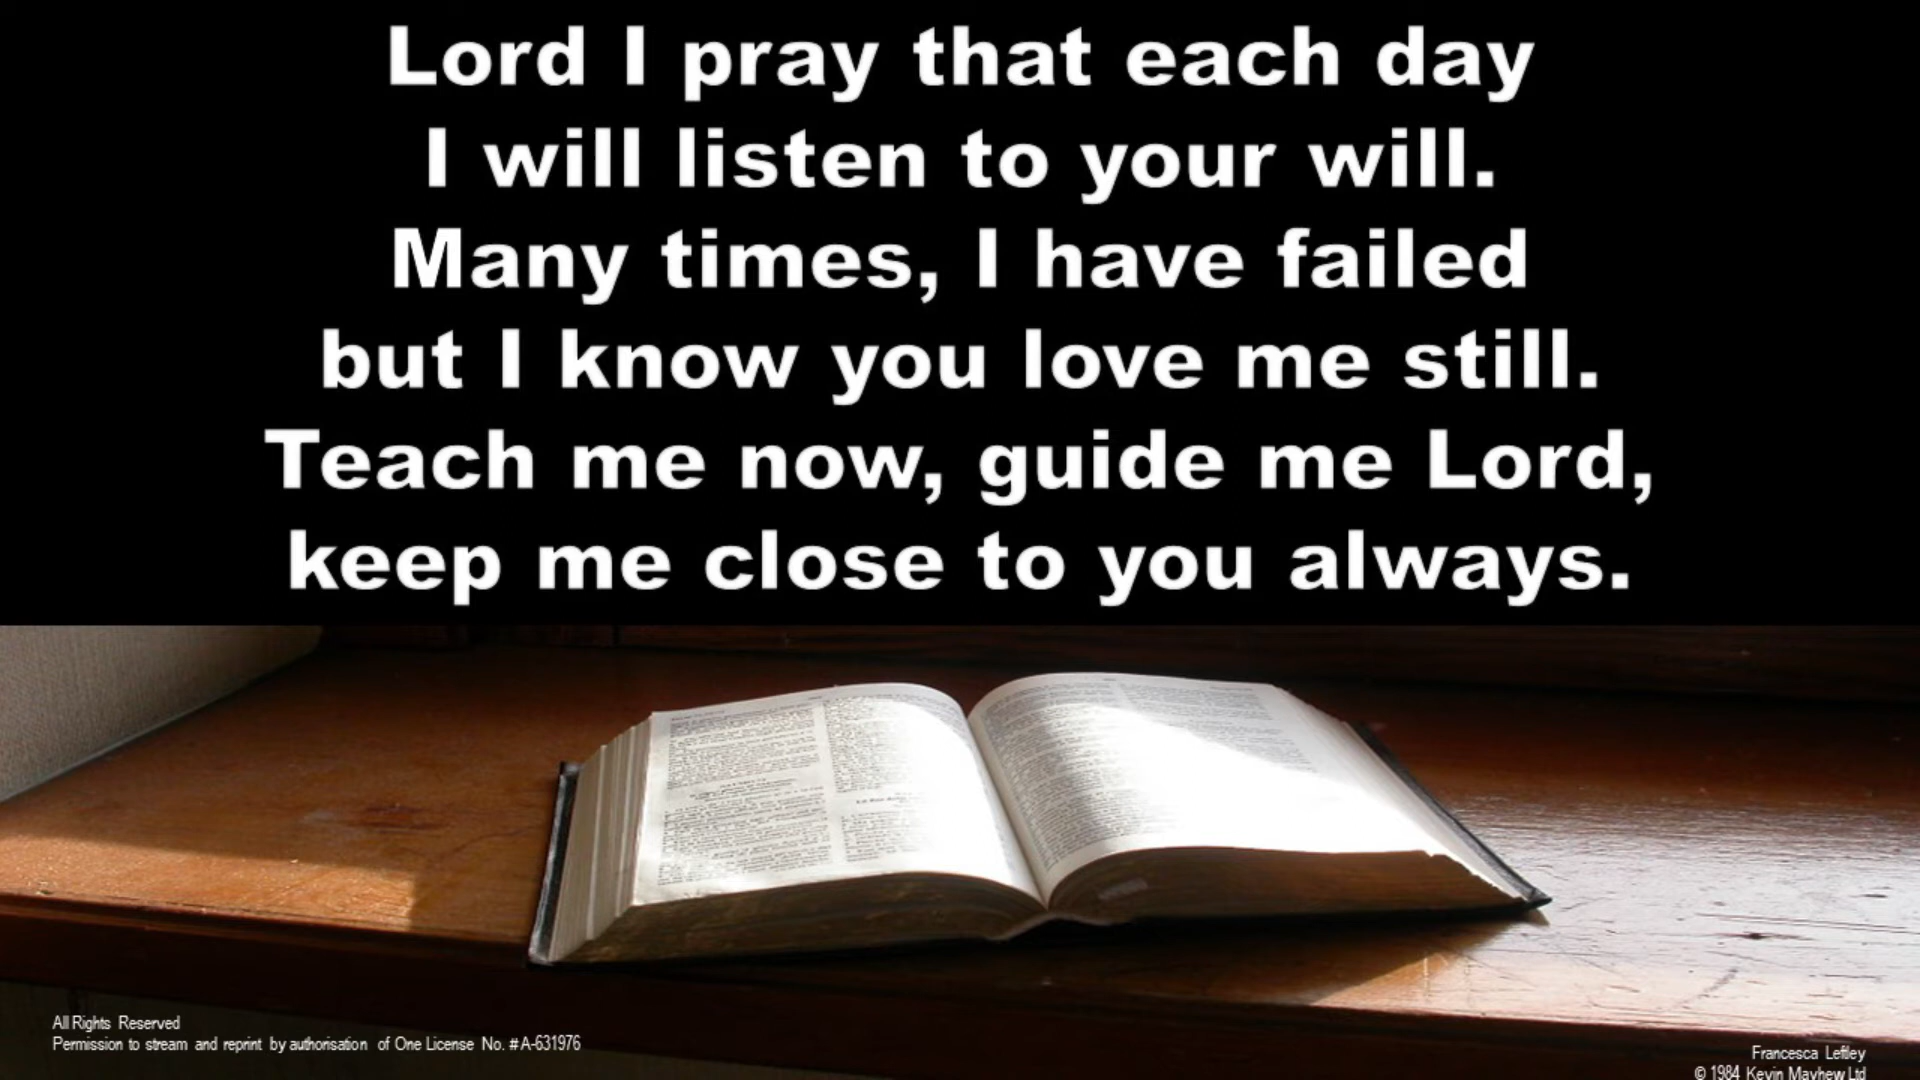 Lord I pray that each day
I will listen to your will.
Many times, I have failed
but I know you love me still.
Teach me now, guide me Lord,
keep me close to you always.
All Rights Reserved
Permission to stream and reprint by authorisation of One License No. #A-631976
Francesca Leftley
© 1984 Kevin Mayhew Ltd